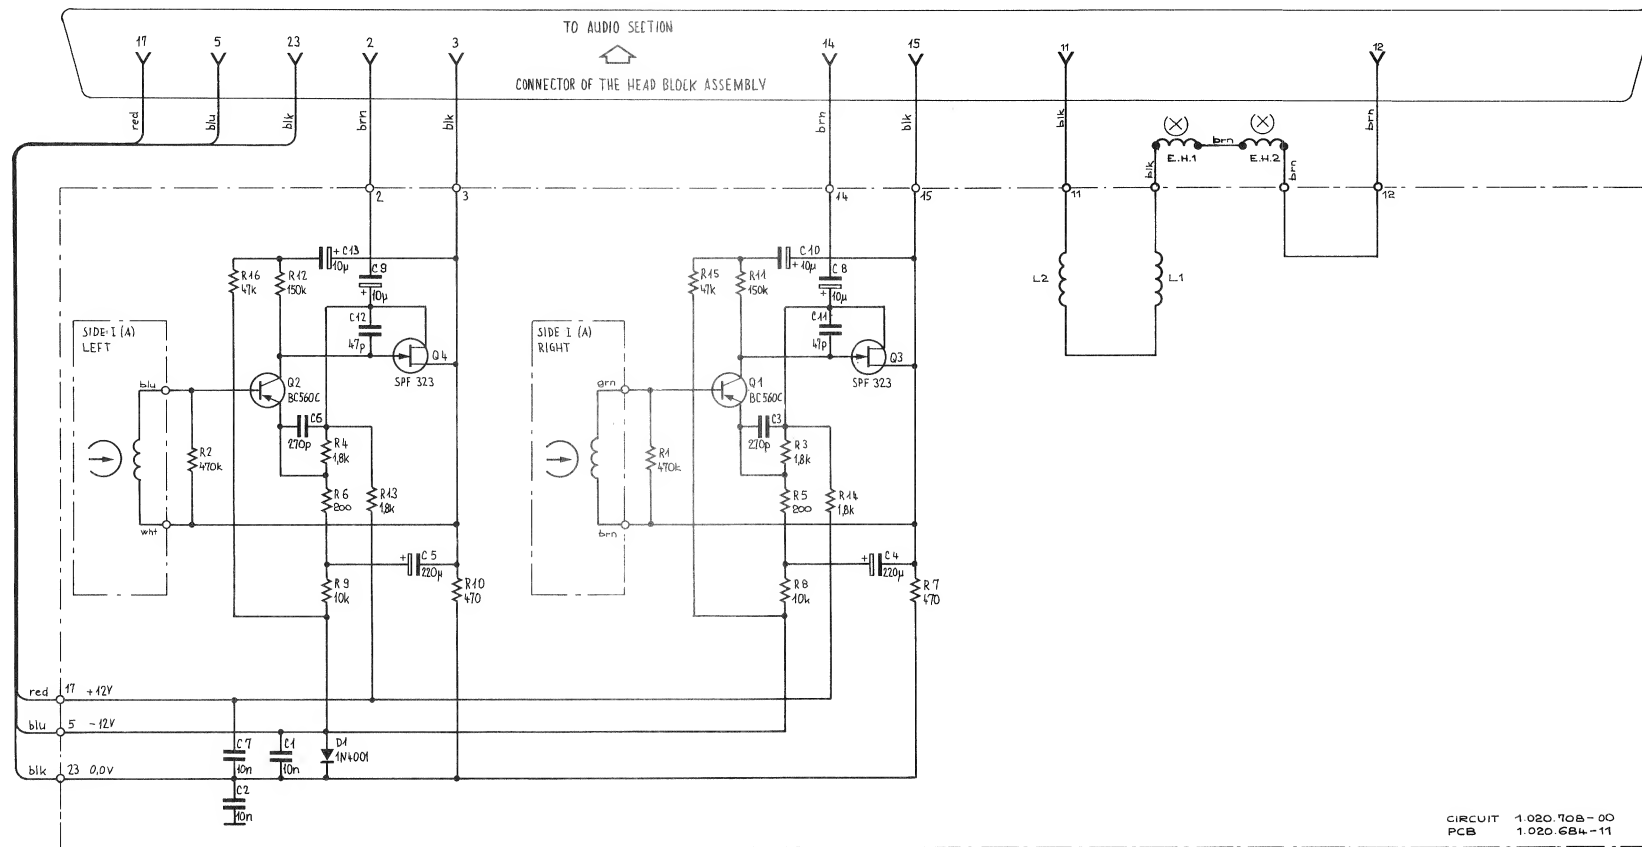 TO AUDIO SECTION
17 5 23 2 3 14 15 11 12
CONNECTOR OF THE HEAD BLOCK ASSEMBLY
red blu blk brn blk brn blk blk brn
(X) (X)
brn
E.H.1 E.H.2
blk brn
2 3 14 15 11 12
+ C13
10µ
C10
+ 10µ
R16
47k
R12
150k
C9
+ 10µ
R15
47k
R11
150k
C8
+ 10µ
L2 L1
C12
47p
C11
47p
SIDE I (A)
LEFT
Q4
SPF 323
SIDE I (A)
RIGHT
Q3
SPF 323
blu
Q2
BC560C
grn
Q1
BC560C
C6
270p
C3
270p
R2
470k
R4
1,8k
R1
470k
R3
1,8k
R6
200
R13
1,8k
R5
200
R14
1,8k
wht
brn
+ C5
220µ
+ C4
220µ
R9
10k
R10
470
R8
10k
R7
470
red 17 +12V
blu 5 -12V
C7
10n
C1
10n
D1
1N4001
blk 23 0,0V
C2
10n
CIRCUIT 1.020.708-00
PCB 1.020.684-11